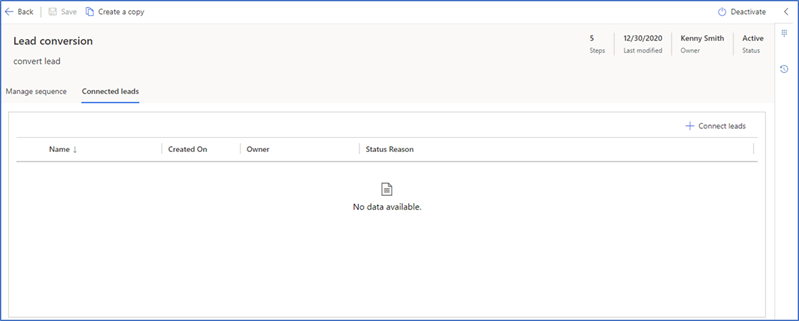 Back Save Create a copy Deactivate
Lead conversion
convert lead
5 12/30/2020 Kenny Smith Active
Steps Last modified Owner Status
Manage sequence Connected leads
Connect leads
Name Created On Owner Status Reason
No data available.